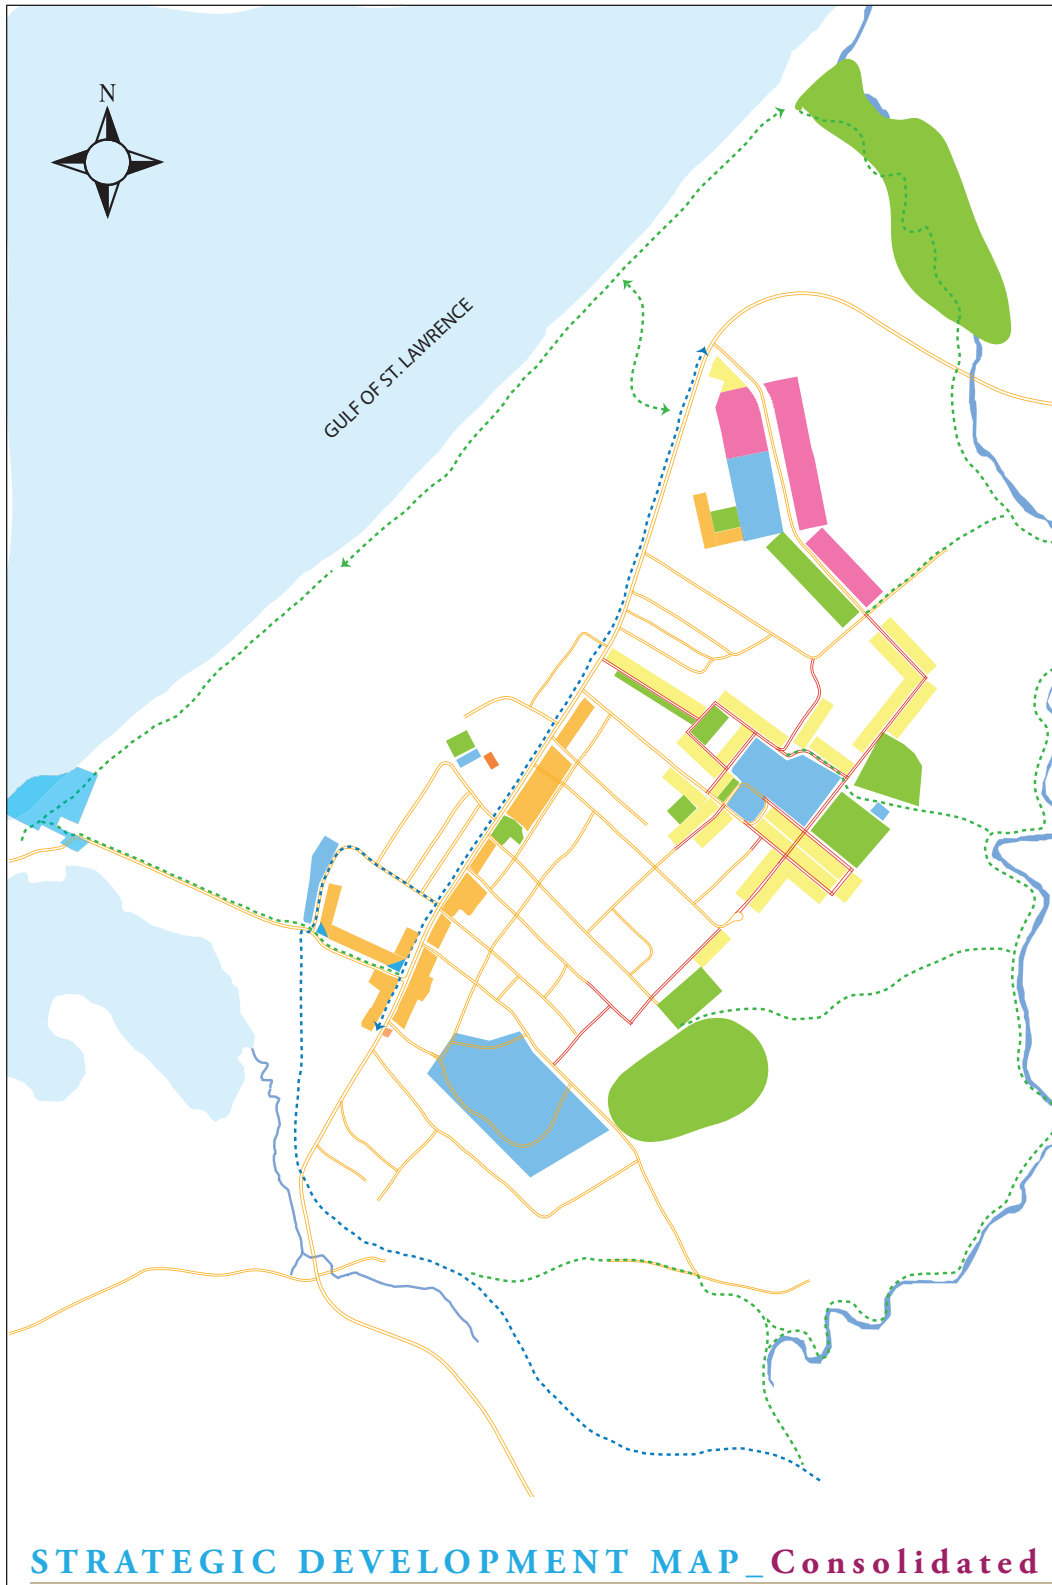 N
GULF OF ST. LAWRENCE
STRATEGIC DEVELOPMENT MAP_Consolidated